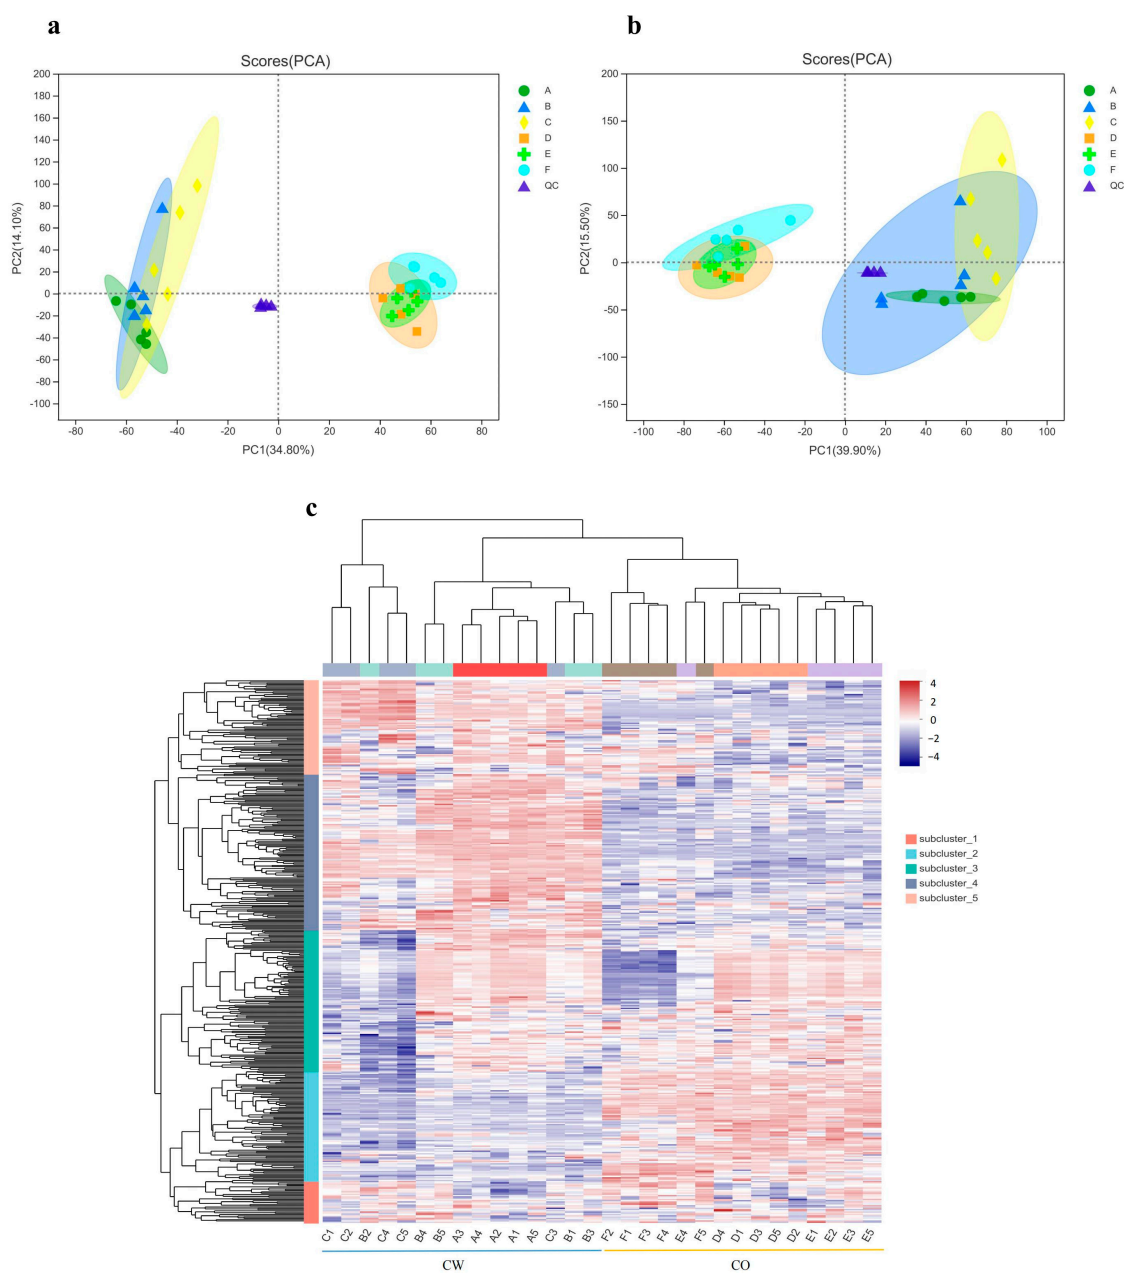 a
b
Scores(PCA)
200
180
160
140
120
100
80
60
40
20
0
-20
-40
-60
-80
-100
PC2(14.10%)
-80
-60
-40
-20
0
20
40
60
80
PC1(34.80%)
A
B
C
D
E
F
QC
Scores(PCA)
200
150
100
50
0
-50
-100
-150
PC2(15.50%)
-100
-80
-60
-40
-20
0
20
40
60
80
100
PC1(39.90%)
A
B
C
D
E
F
QC
c
4
2
0
−2
−4
subcluster_1
subcluster_2
subcluster_3
subcluster_4
subcluster_5
C1 C2 B2 C4 C5 B4 B5 A3 A4 A2 A1 A5 C3 B1 B3 F2 F1 F3 F4 E4 F5 D4 D1 D3 D5 D2 E1 E2 E3 E5
CW CO